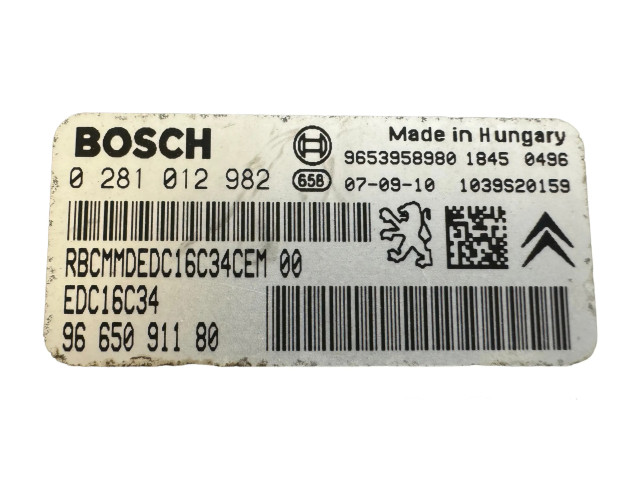 BOSCH
Made in Hungary
9653958980 1845 0496
0 281 012 982 658 07-09-10 1039S20159
RBCMMDEDC16C34CEM 00
EDC16C34
96 650 911 80